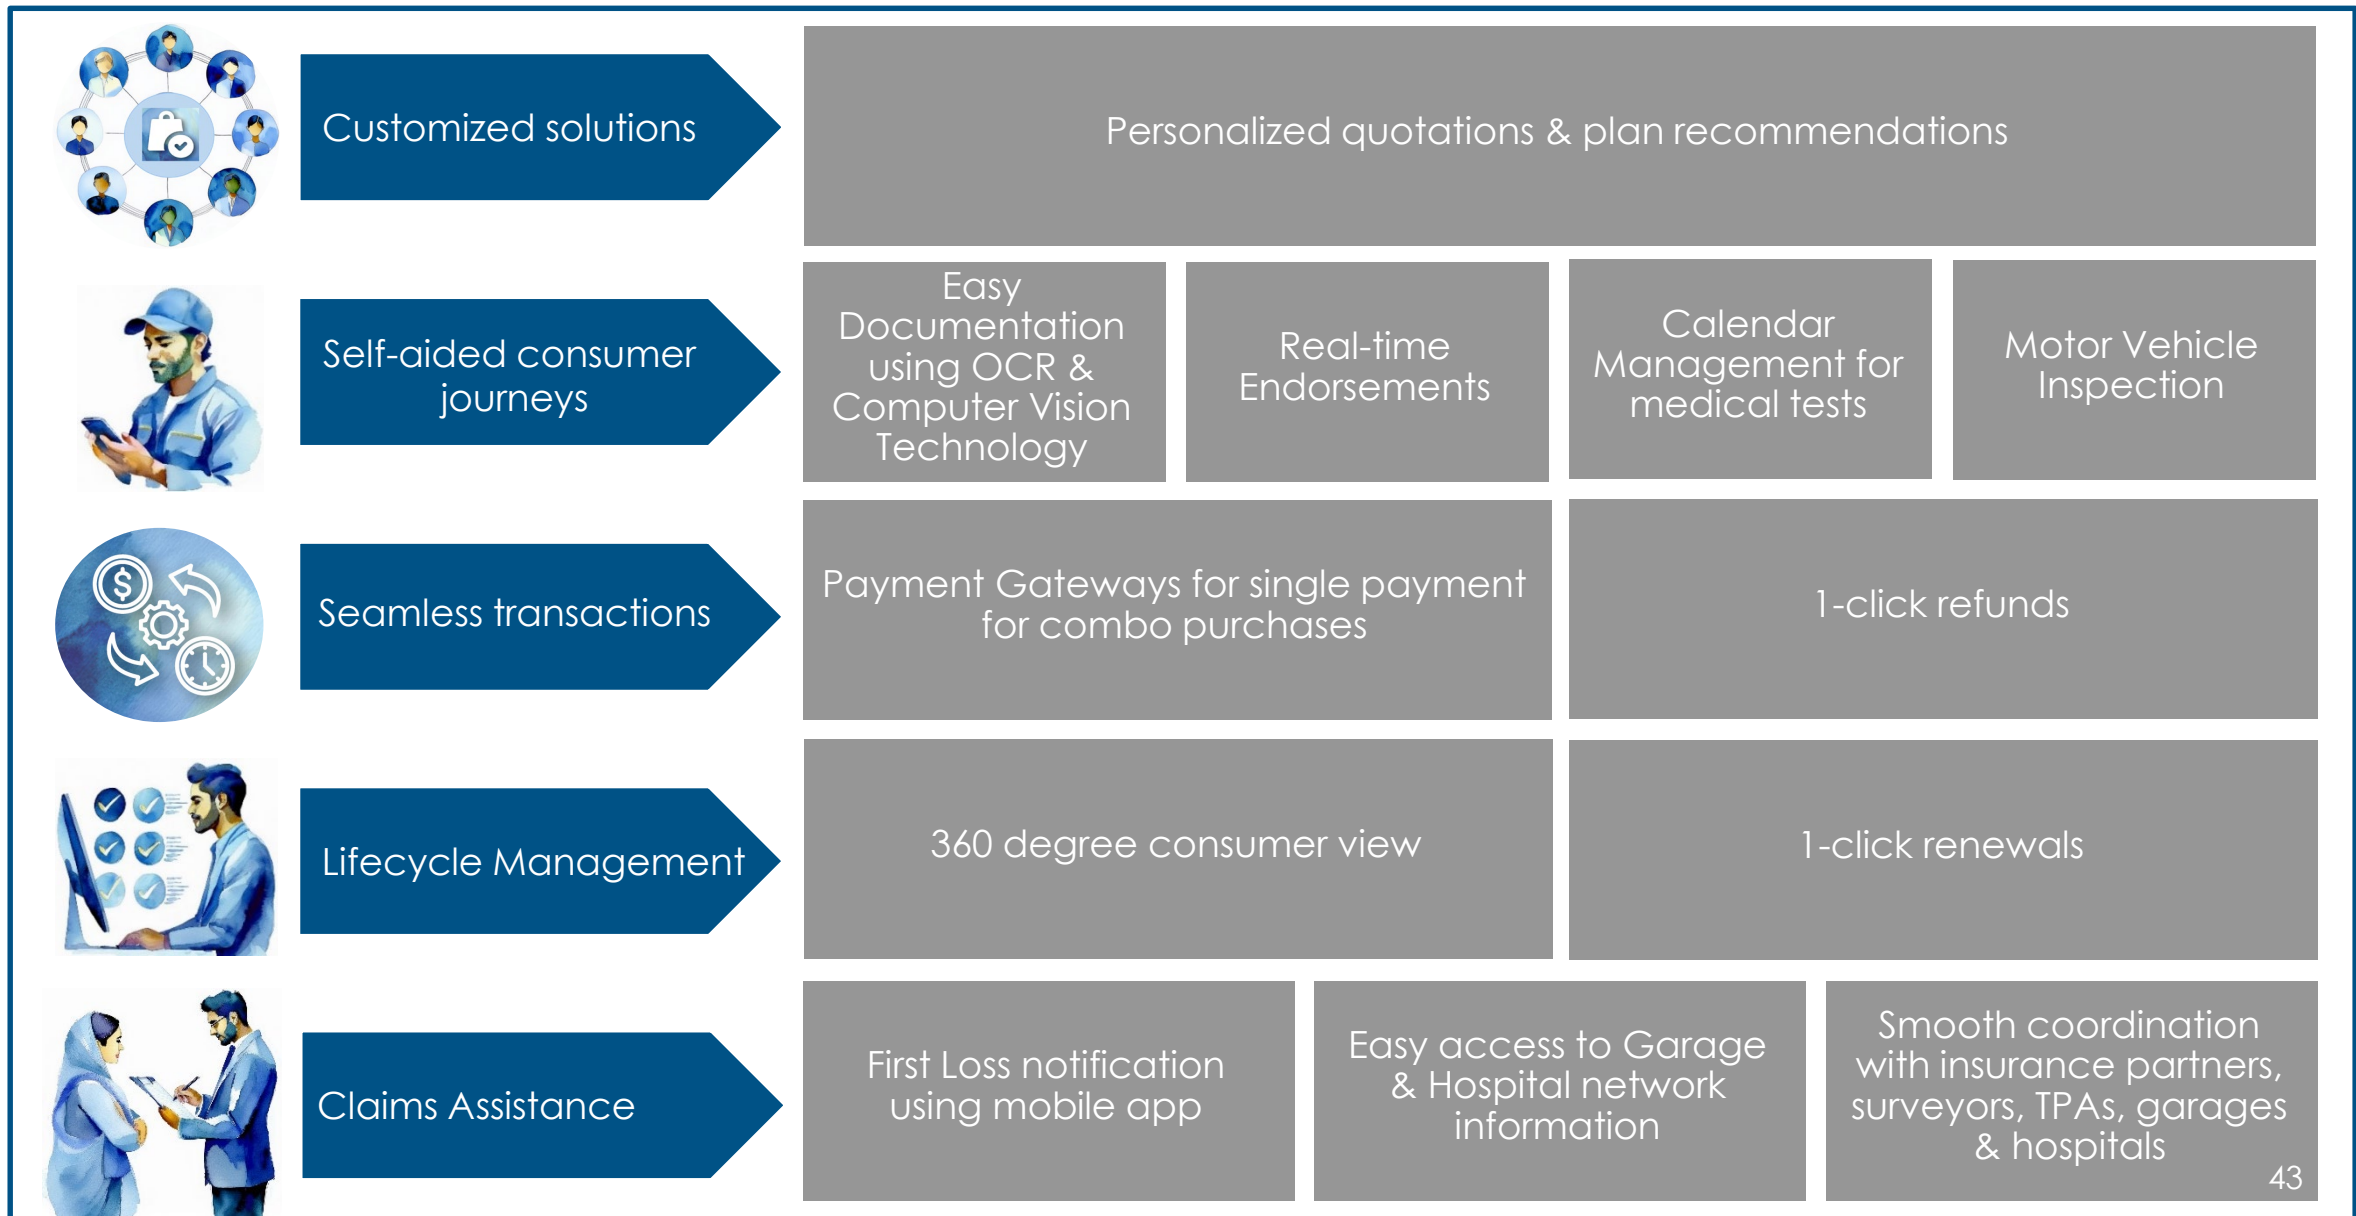 Customized solutions
Personalized quotations & plan recommendations
Self-aided consumer
journeys
Easy
Documentation
using OCR &
Computer Vision
Technology
Real-time
Endorsements
Calendar
Management for
medical tests
Motor Vehicle
Inspection
Seamless transactions
Payment Gateways for single payment
for combo purchases
1-click refunds
Lifecycle Management
360 degree consumer view
1-click renewals
Claims Assistance
First Loss notification
using mobile app
Easy access to Garage
& Hospital network
information
Smooth coordination
with insurance partners,
surveyors, TPAs, garages
& hospitals
43